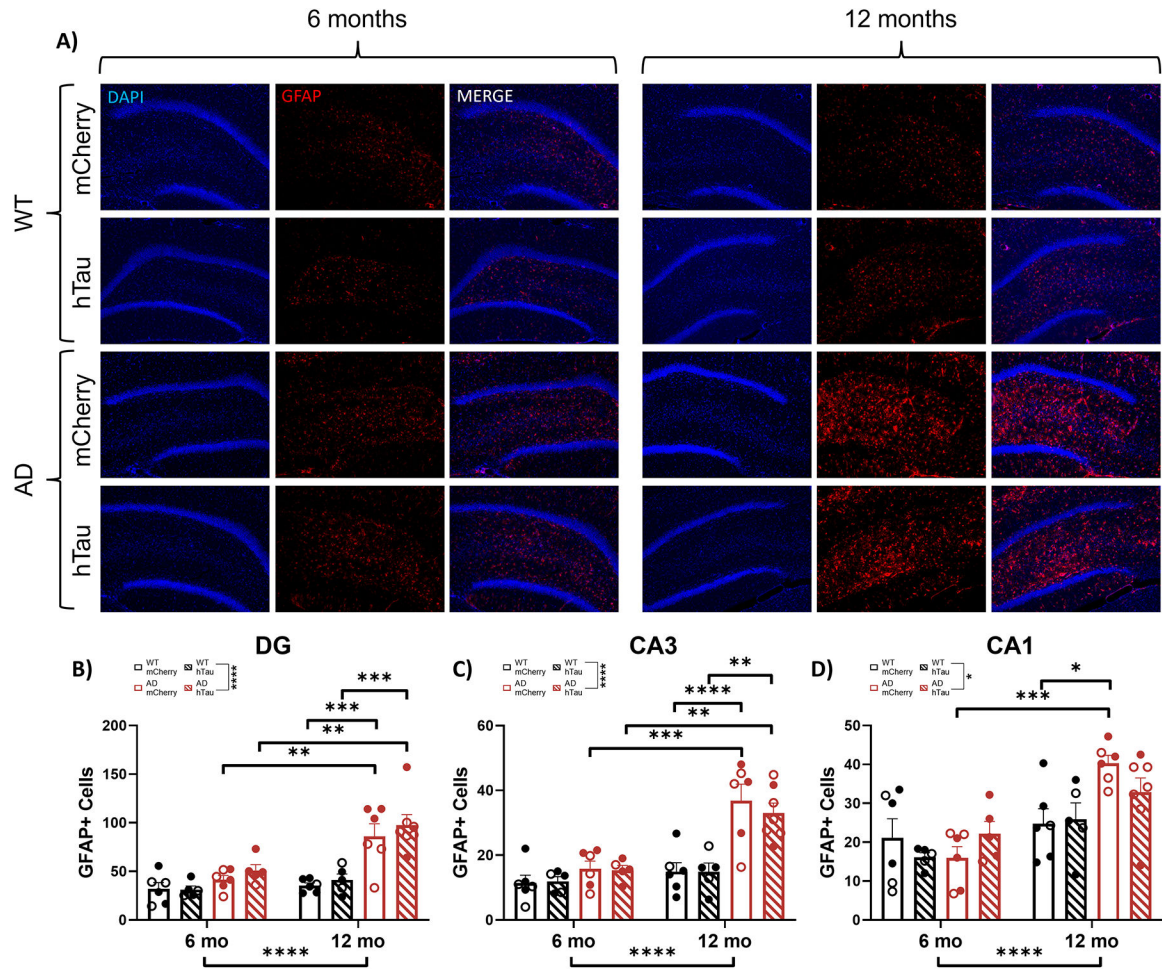 A)
6 months
12 months
WT
mCherry
hTau
AD
mCherry
hTau
DAPI
GFAP
MERGE
B)
DG
WT
mCherry
WT
hTau
AD
mCherry
AD
hTau
****
***
***
**
**
GFAP+ Cells
200
150
100
50
0
6 mo
12 mo
****
C)
CA3
WT
mCherry
WT
hTau
AD
mCherry
AD
hTau
****
**
****
**
***
GFAP+ Cells
60
40
20
0
6 mo
12 mo
****
D)
CA1
WT
mCherry
WT
hTau
AD
mCherry
AD
hTau
*
*
***
GFAP+ Cells
50
40
30
20
10
0
6 mo
12 mo
****